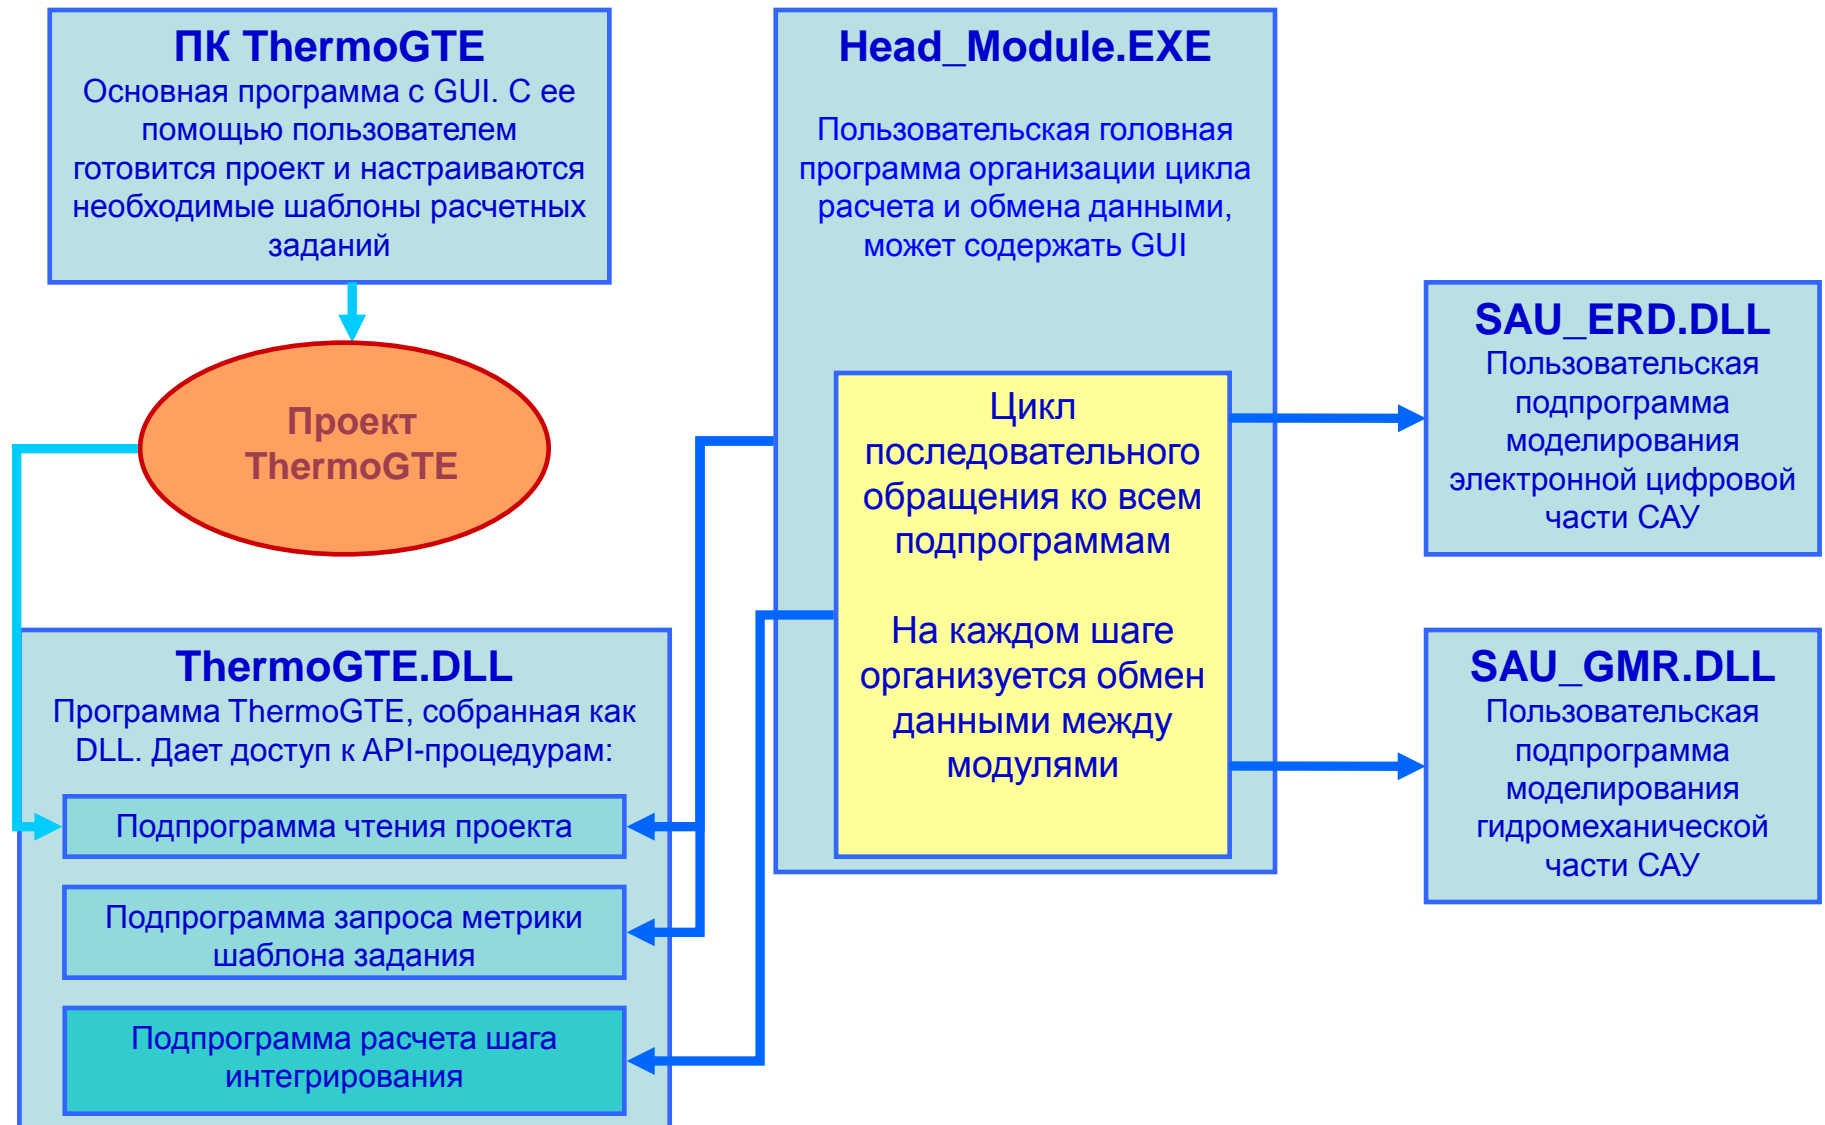 ПК ThermoGTE
Основная программа с GUI. С ее
помощью пользователем
готовится проект и настраиваются
необходимые шаблоны расчетных
заданий
Проект
ThermoGTE
ThermoGTE.DLL
Программа ThermoGTE, собранная как
DLL. Дает доступ к API-процедурам:
Подпрограмма чтения проекта
Подпрограмма запроса метрики
шаблона задания
Подпрограмма расчета шага
интегрирования
Head_Module.EXE
Пользовательская головная
программа организации цикла
расчета и обмена данными,
может содержать GUI
Цикл
последовательного
обращения ко всем
подпрограммам
На каждом шаге
организуется обмен
данными между
модулями
SAU_ERD.DLL
Пользовательская
подпрограмма
моделирования
электронной цифровой
части САУ
SAU_GMR.DLL
Пользовательская
подпрограмма
моделирования
гидромеханической
части САУ